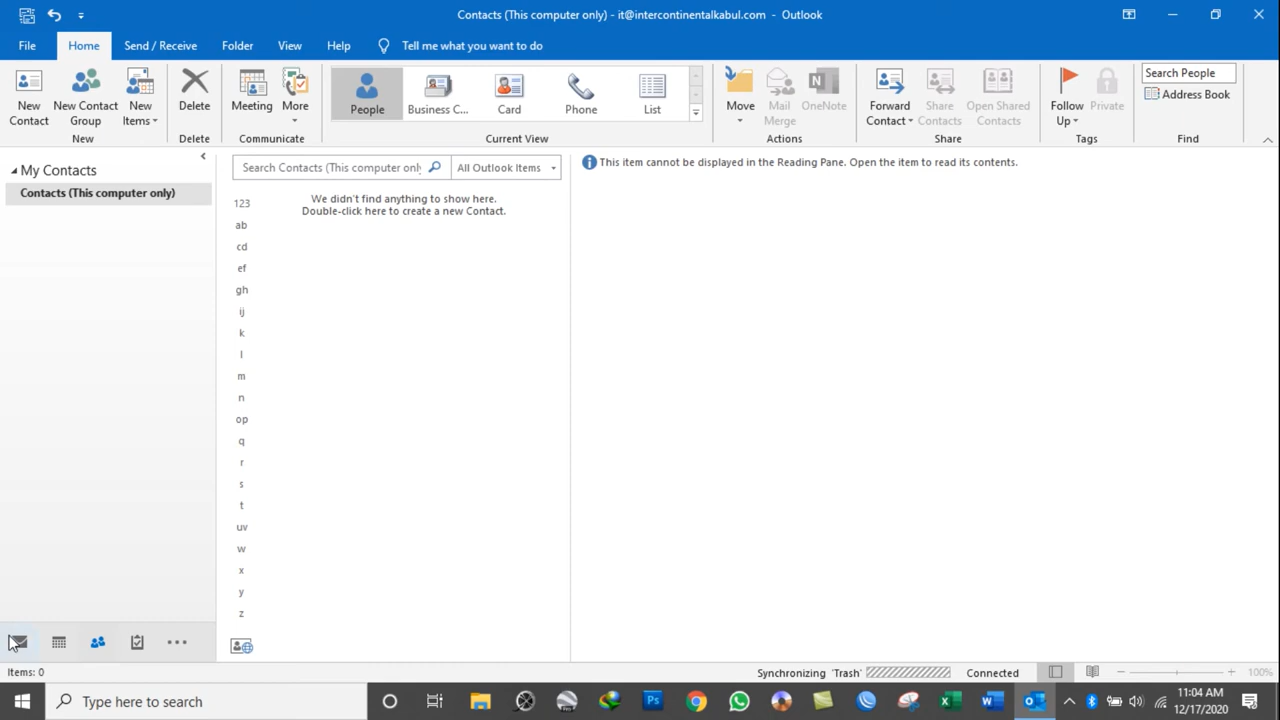 Contacts (This computer only) - it@intercontinentalkabul.com - Outlook
File Home Send / Receive Folder View Help Tell me what you want to do
New Contact
New Contact Group
New Items
New
Delete
Delete
Meeting
More
Communicate
People
Business C...
Card
Phone
List
Current View
Move
Mail Merge
OneNote
Actions
Forward Contact
Share Contacts
Open Shared Contacts
Share
Follow Up
Private
Tags
Search People
Address Book
Find
My Contacts
Contacts (This computer only)
Search Contacts (This computer only
All Outlook Items
We didn't find anything to show here.
Double-click here to create a new Contact.
123
ab
cd
ef
gh
ij
k
l
m
n
op
q
r
s
t
uv
w
x
y
z
This item cannot be displayed in the Reading Pane. Open the item to read its contents.
Items: 0
Synchronizing 'Trash'
Connected
100%
Type here to search
11:04 AM
12/17/2020